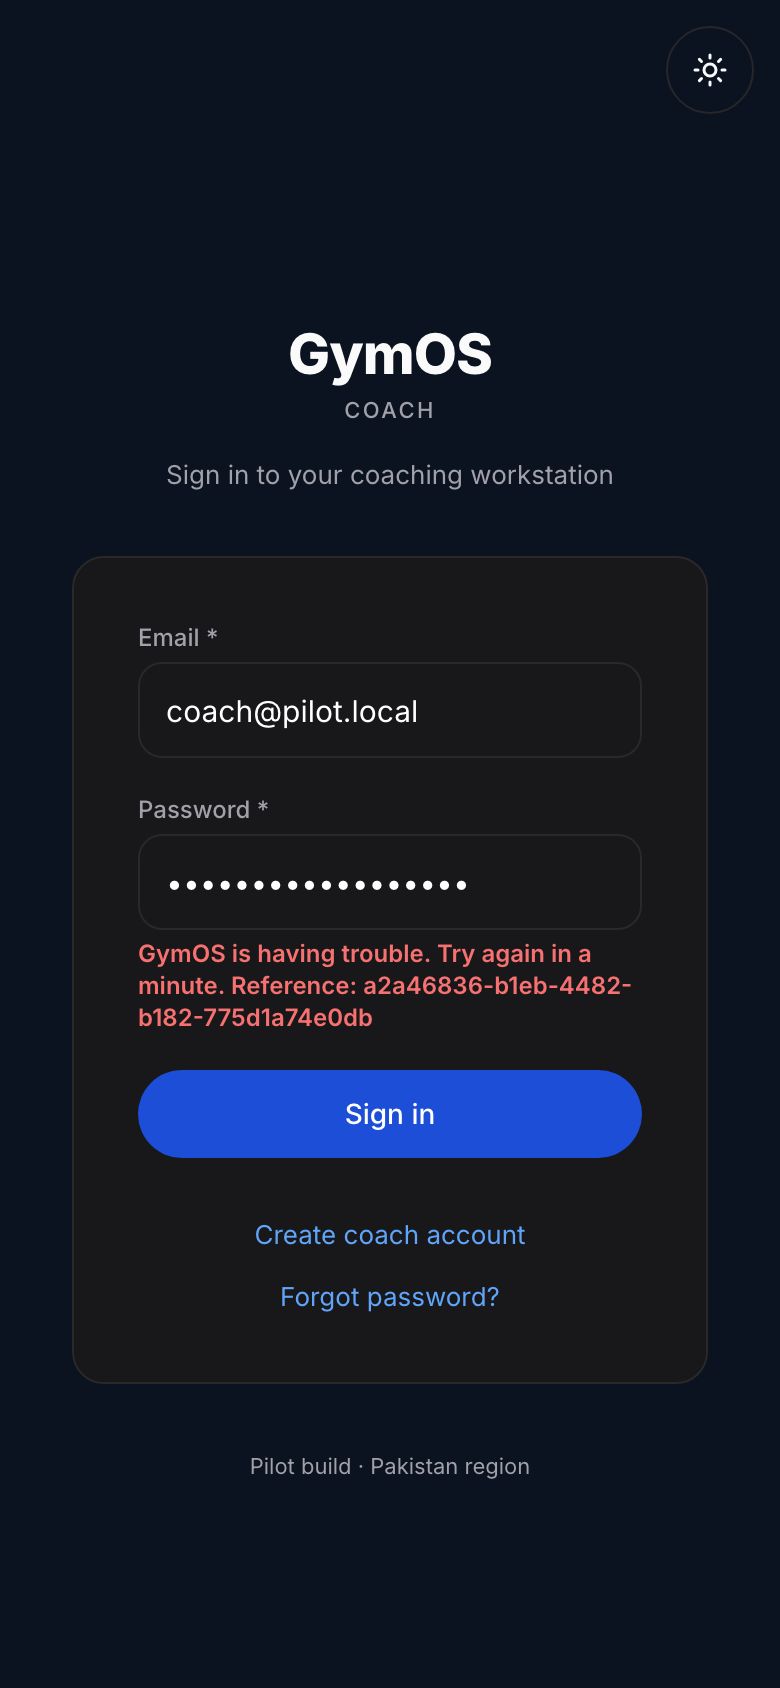 GymOS
COACH
Sign in to your coaching workstation
Email *
coach@pilot.local
Password *
••••••••••••••••••
GymOS is having trouble. Try again in a
minute. Reference: a2a46836-b1eb-4482-
b182-775d1a74e0db
Sign in
Create coach account
Forgot password?
Pilot build · Pakistan region